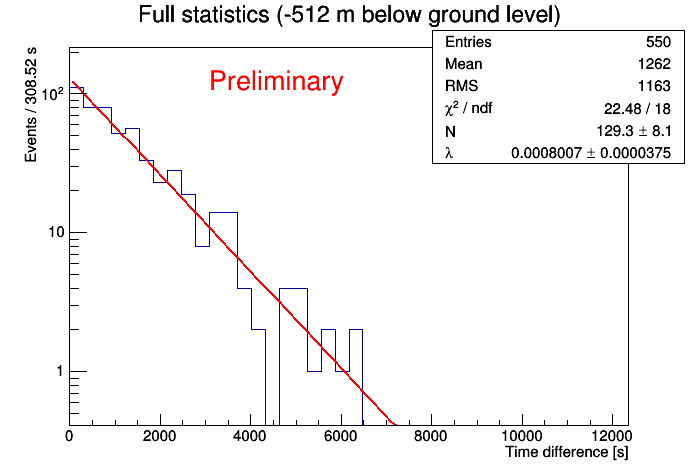 Full statistics (-512 m below ground level)
Entries 550
Mean 1262
RMS 1163
χ² / ndf 22.48 / 18
N 129.3 ± 8.1
λ 0.0008007 ± 0.0000375
Preliminary
Events / 308.52 s
10²
10
1
0 2000 4000 6000 8000 10000 12000
Time difference [s]